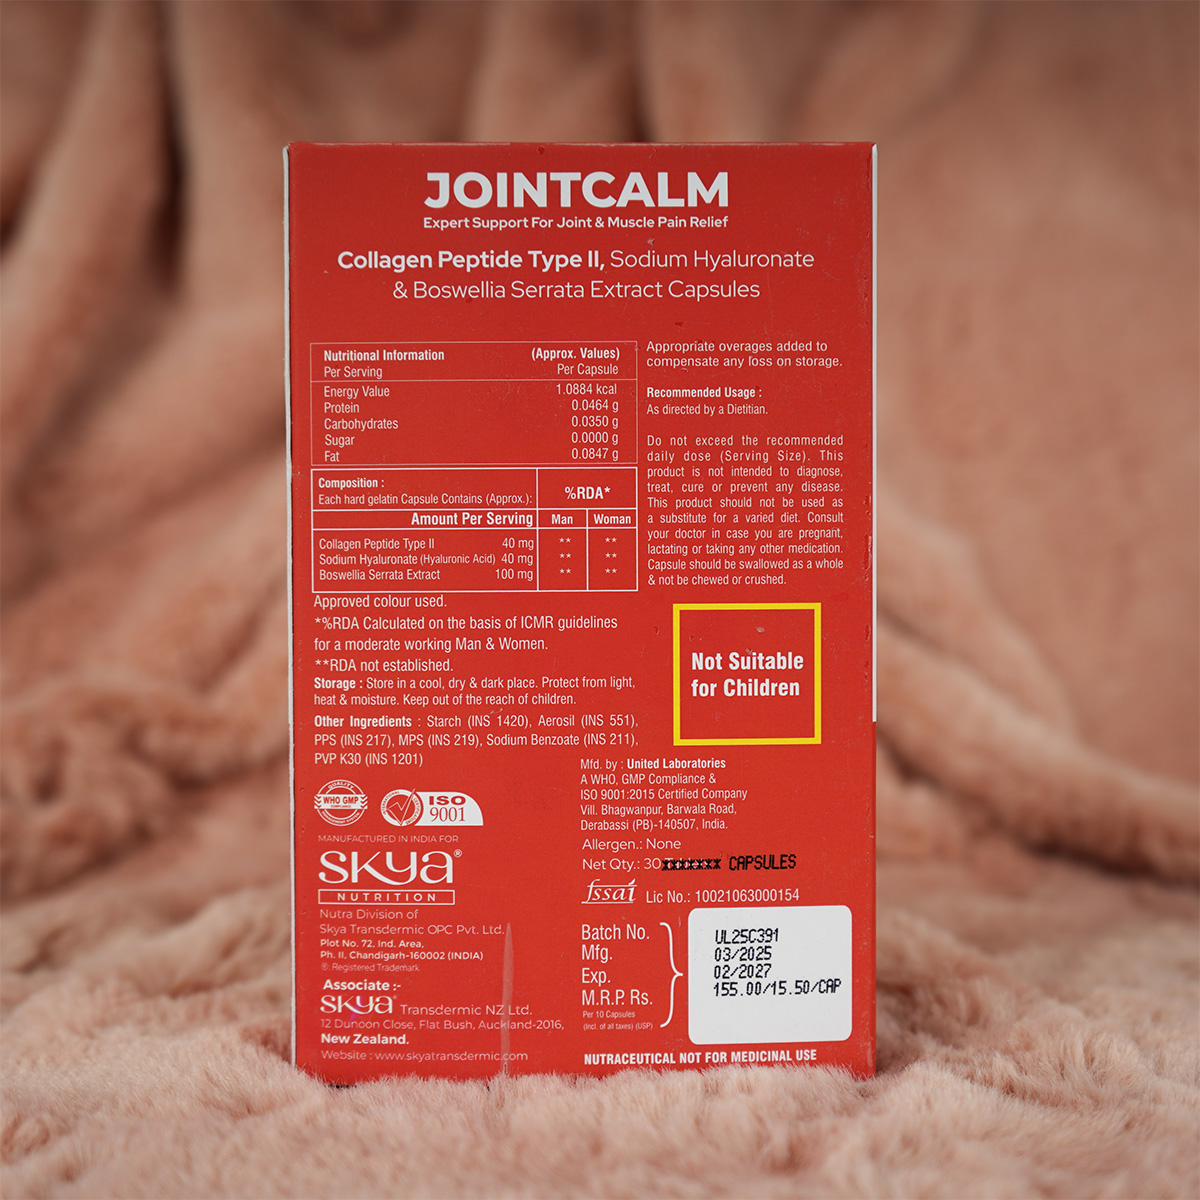 JOINTCALM
Expert Support For Joint & Muscle Pain Relief
Collagen Peptide Type II, Sodium Hyaluronate
& Boswellia Serrata Extract Capsules
Nutritional Information (Approx. Values)
Per Serving Per Capsule
Energy Value 1.0884 kcal
Protein 0.0464 g
Carbohydrates 0.0350 g
Sugar 0.0000 g
Fat 0.0847 g
Composition :
Each hard gelatin Capsule Contains (Approx.): %RDA*
Amount Per Serving Man Woman
Collagen Peptide Type II 40 mg ** **
Sodium Hyaluronate (Hyaluronic Acid) 40 mg ** **
Boswellia Serrata Extract 100 mg ** **
Approved colour used.
*%RDA Calculated on the basis of ICMR guidelines
for a moderate working Man & Women.
**RDA not established.
Storage : Store in a cool, dry & dark place. Protect from light,
heat & moisture. Keep out of the reach of children.
Other Ingredients : Starch (INS 1420), Aerosil (INS 551),
PPS (INS 217), MPS (INS 219), Sodium Benzoate (INS 211),
PVP K30 (INS 1201)
Appropriate overages added to
compensate any loss on storage.
Recommended Usage :
As directed by a Dietitian.
Do not exceed the recommended
daily dose (Serving Size). This
product is not intended to diagnose,
treat, cure or prevent any disease.
This product should not be used as
a substitute for a varied diet. Consult
your doctor in case you are pregnant,
lactating or taking any other medication.
Capsule should be swallowed as a whole
& not be chewed or crushed.
Not Suitable
for Children
QUALITY
WHO GMP
ISO
9001
MANUFACTURED IN INDIA FOR
SKYA®
NUTRITION
Nutra Division of
Skya Transdermic OPC Pvt. Ltd.
Plot No. 72, Ind. Area,
Ph. II, Chandigarh-160002 (INDIA)
®: Registered Trademark
Associate :-
SKYA® Transdermic NZ Ltd.
12 Dunoon Close, Flat Bush, Auckland-2016,
New Zealand.
Website : www.skyatransdermic.com
Mfd. by : United Laboratories
A WHO, GMP Compliance &
ISO 9001:2015 Certified Company
Vill. Bhagwanpur, Barwala Road,
Derabassi (PB)-140507, India.
Allergen.: None
Net Qty.: 30 CAPSULES
fssai Lic No.: 10021063000154
Batch No. UL25C391
Mfg. 03/2025
Exp. 02/2027
M.R.P. Rs. 155.00/15.50/CAP
Per 10 Capsules
(Incl. of all taxes) (USP)
NUTRACEUTICAL NOT FOR MEDICINAL USE